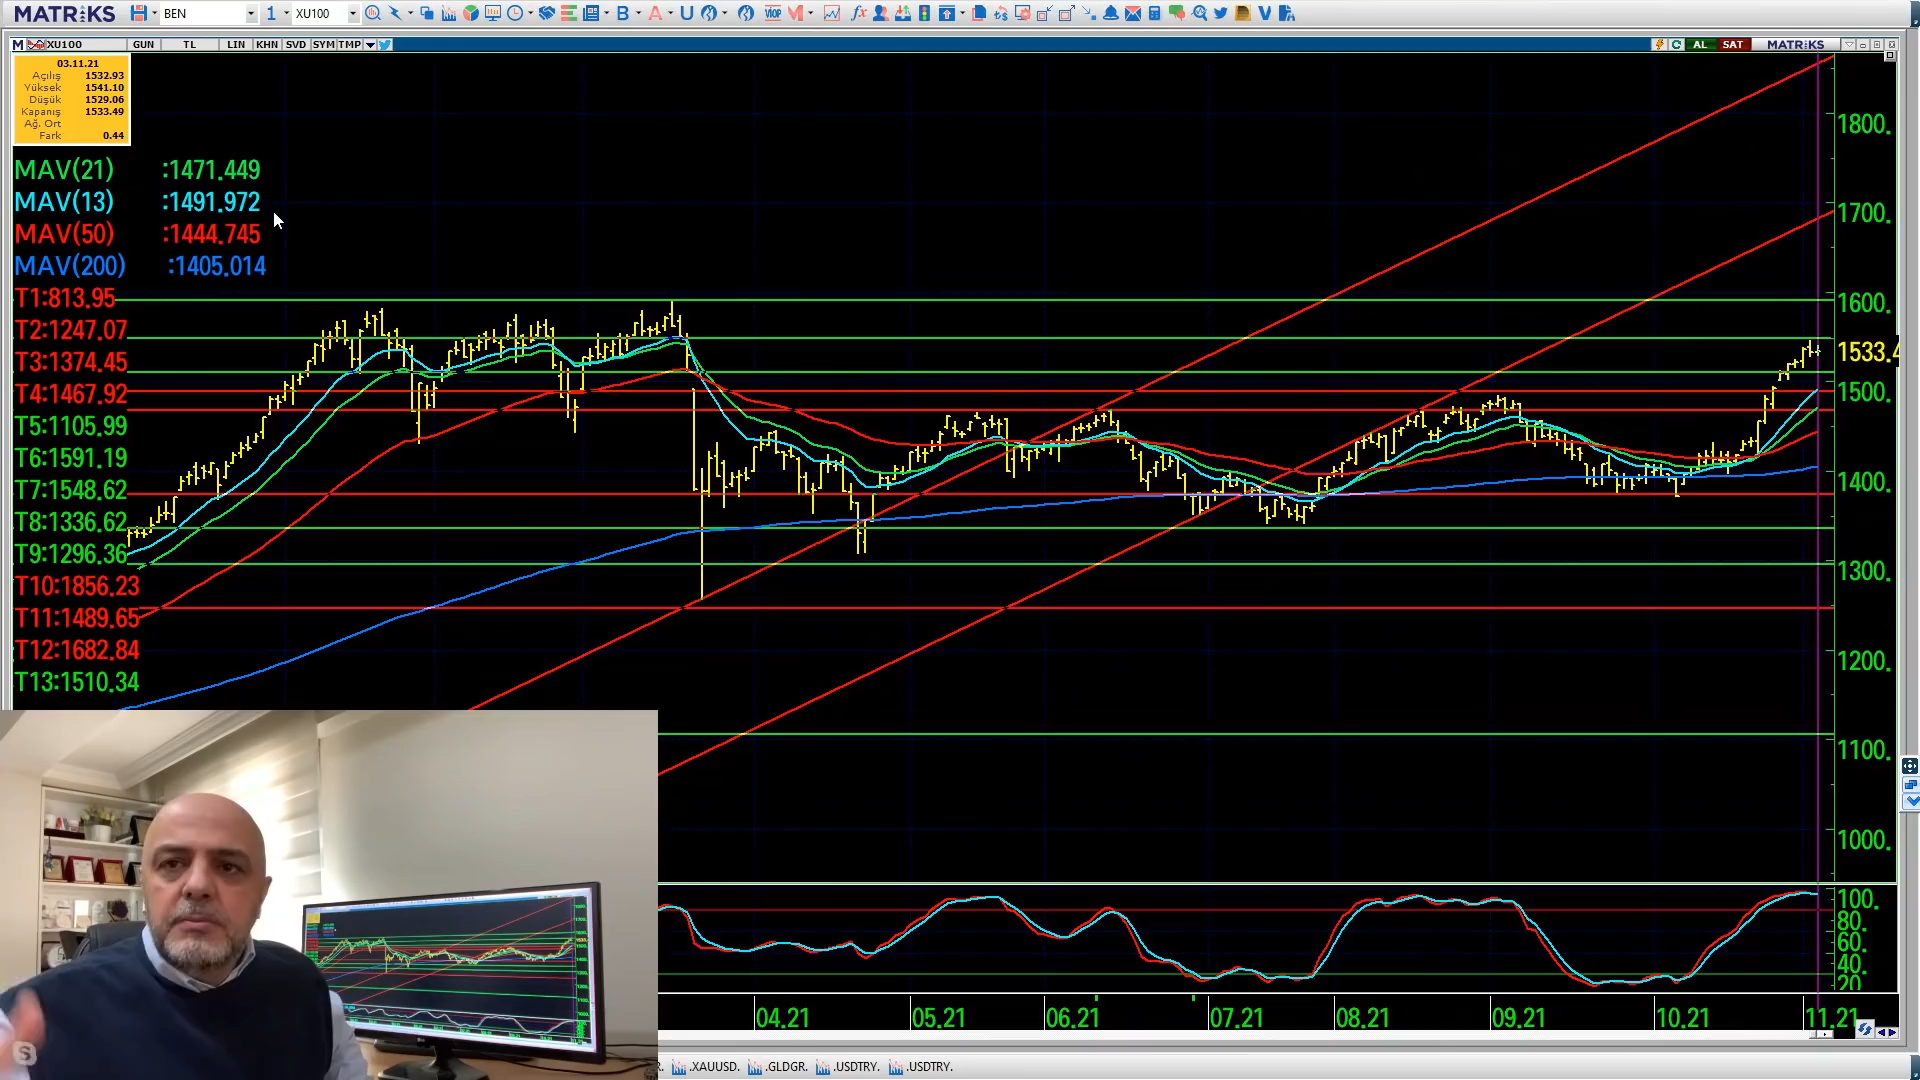 MATRIKS BEN 1 XU100 B A U VIOP M fx V
M XU100 GUN TL LIN KHN SVD SYM TMP AL SAT MATRIKS
03.11.21
Açılış 1532.93
Yüksek 1541.10
Düşük 1529.06
Kapanış 1533.49
Ağ. Ort
Fark 0.44
MAV(21) :1471.449
MAV(13) :1491.972
MAV(50) :1444.745
MAV(200) :1405.014
T1:813.95
T2:1247.07
T3:1374.45
T4:1467.92
T5:1105.99
T6:1591.19
T7:1548.62
T8:1336.62
T9:1296.36
T10:1856.23
T11:1489.65
T12:1682.84
T13:1510.34
1800.
1700.
1600.
1533.4
1500.
1400.
1300.
1200.
1100.
1000.
100.
80.
60.
40.
20.
04.21 05.21 06.21 07.21 08.21 09.21 10.21 11.21
.XAUUSD. .GLDGR. .USDTRY. .USDTRY.